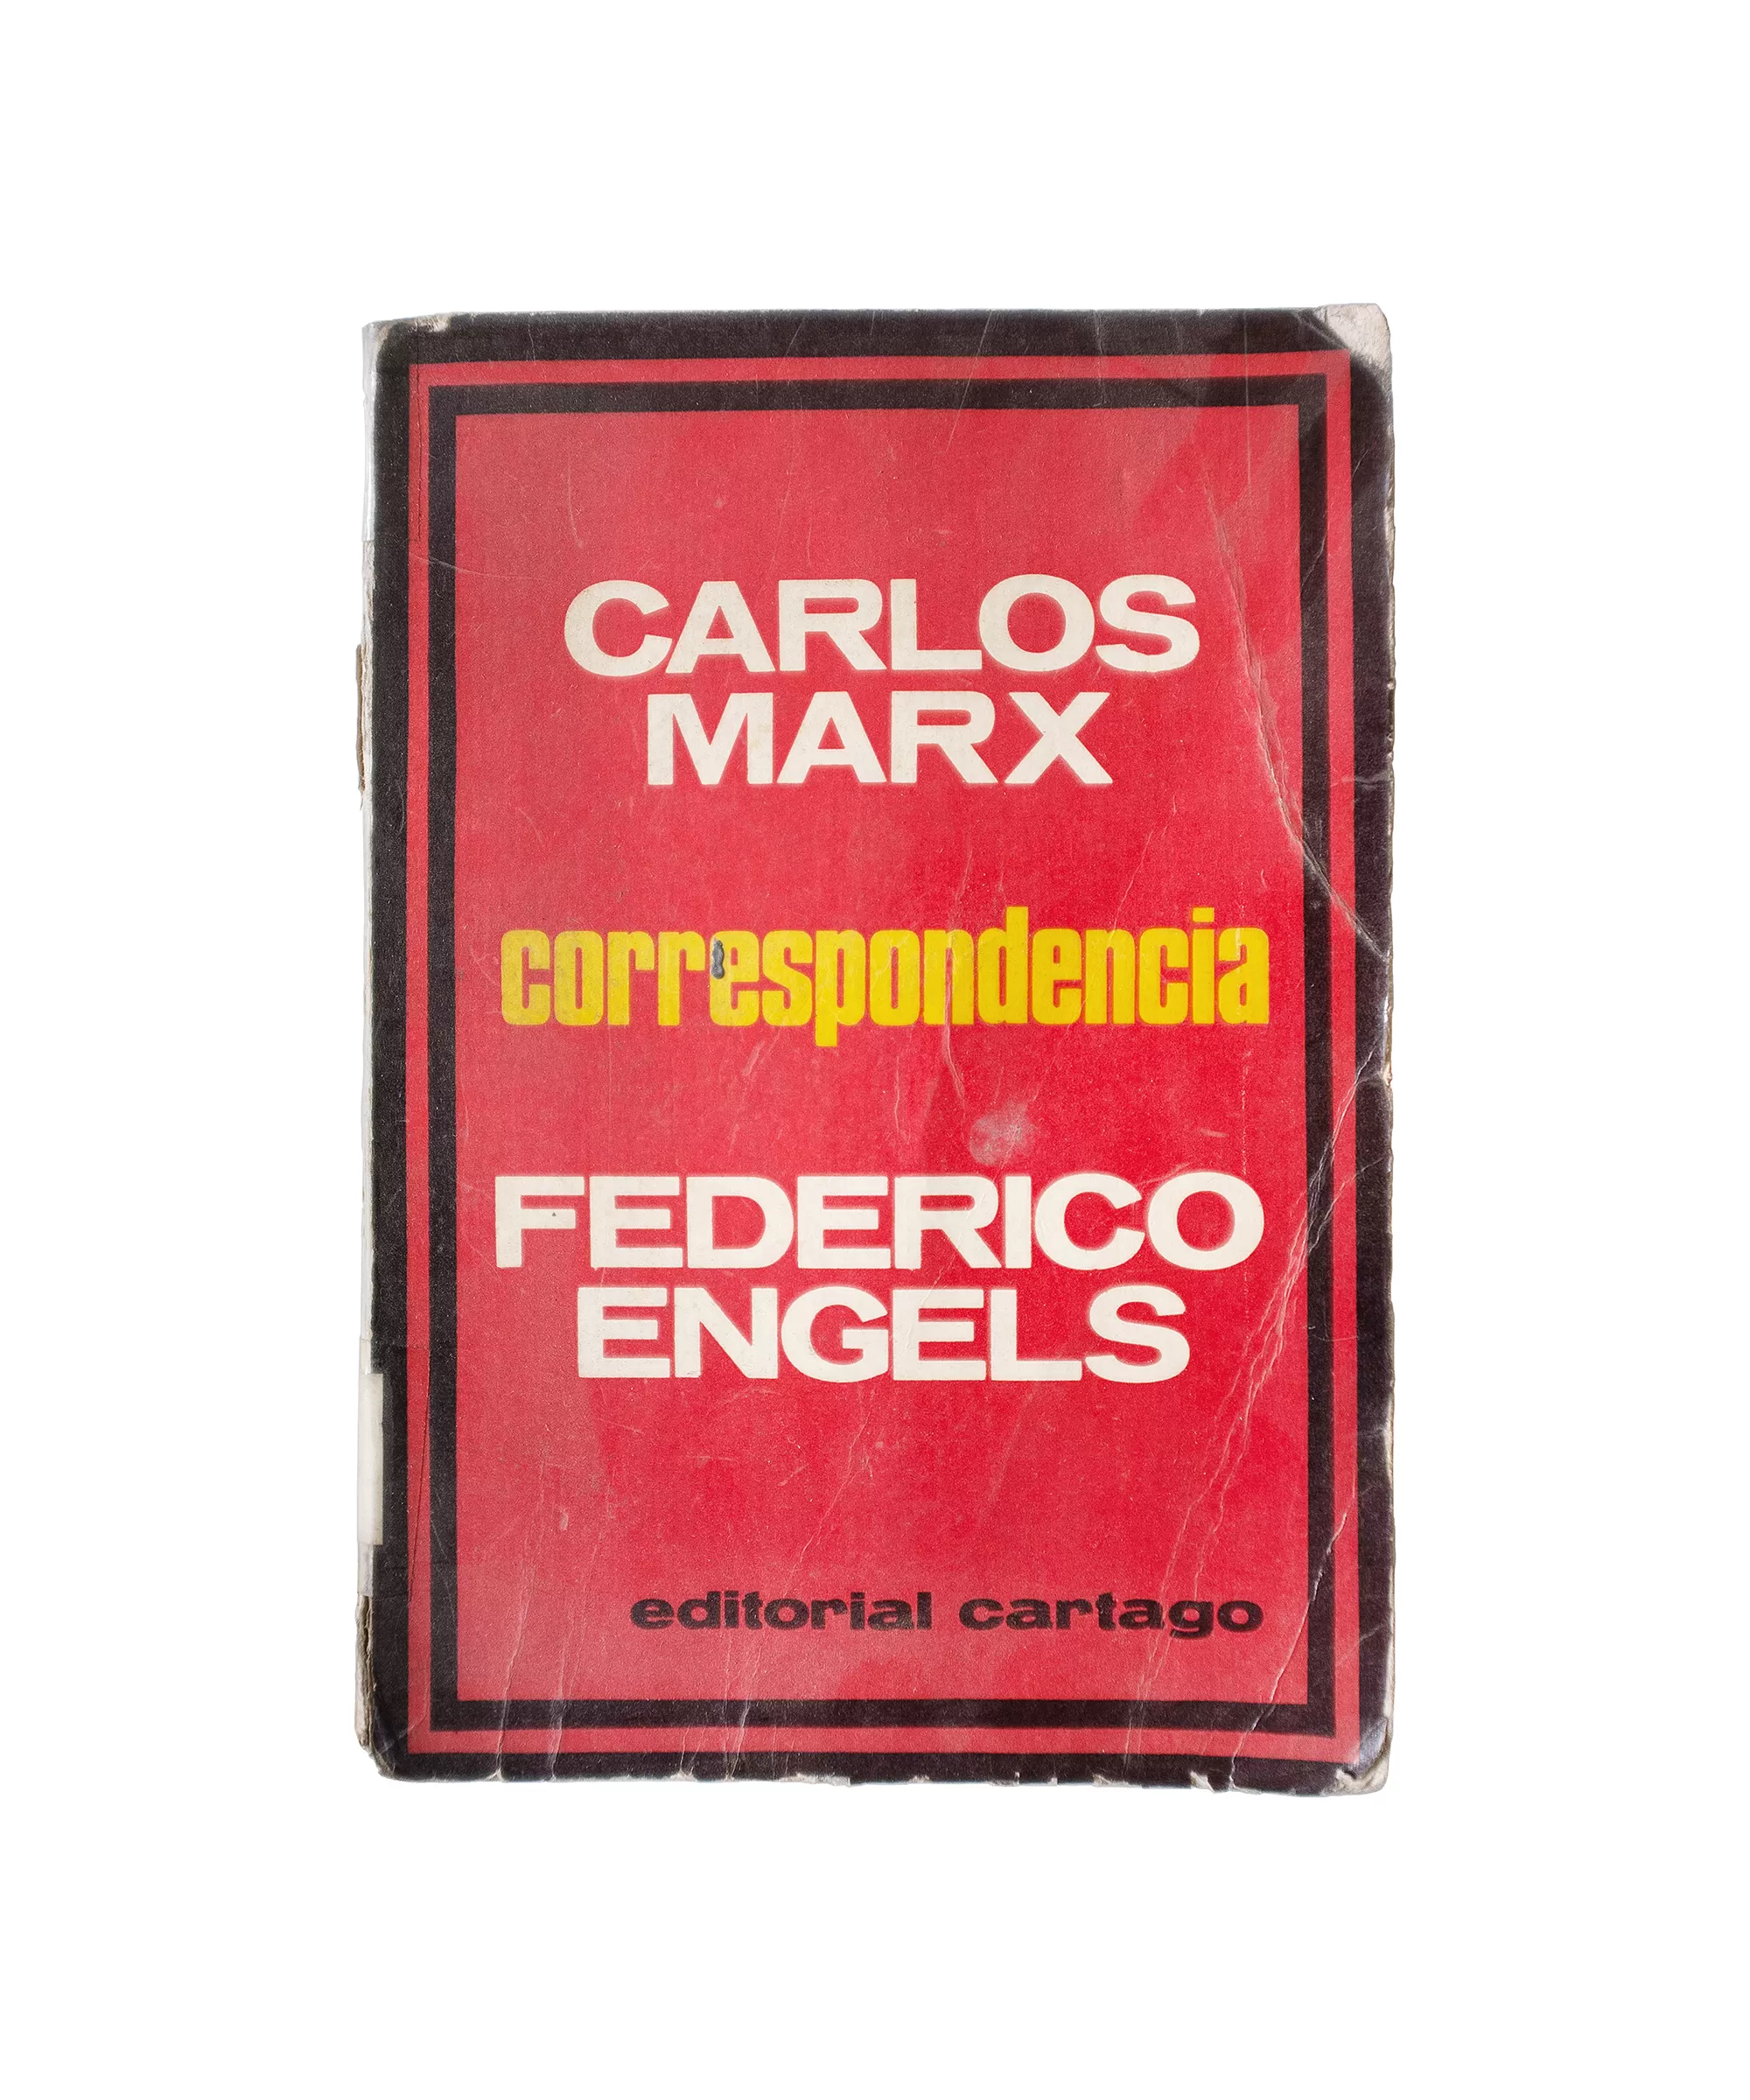 CARLOS
MARX
correspondencia
FEDERICO
ENGELS
editorial cartago